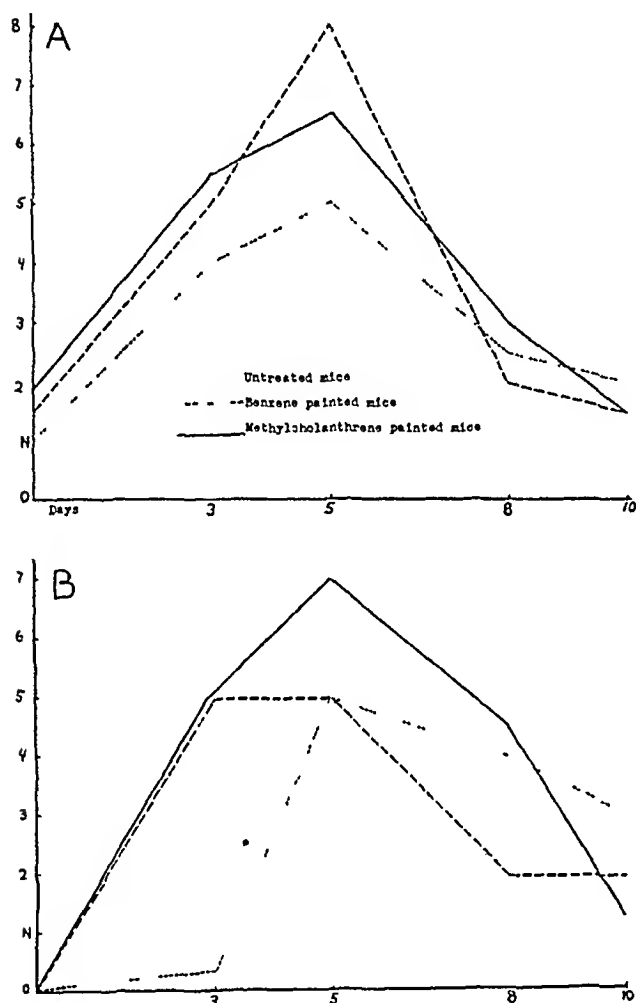 A
8
7
6
5
4
3
2
N
0
Untreated mice
Benzene painted mice
Methylcholanthrene painted mice
Days 3 5 8 10
B
7
6
5
4
3
2
N
0
3 5 8 10